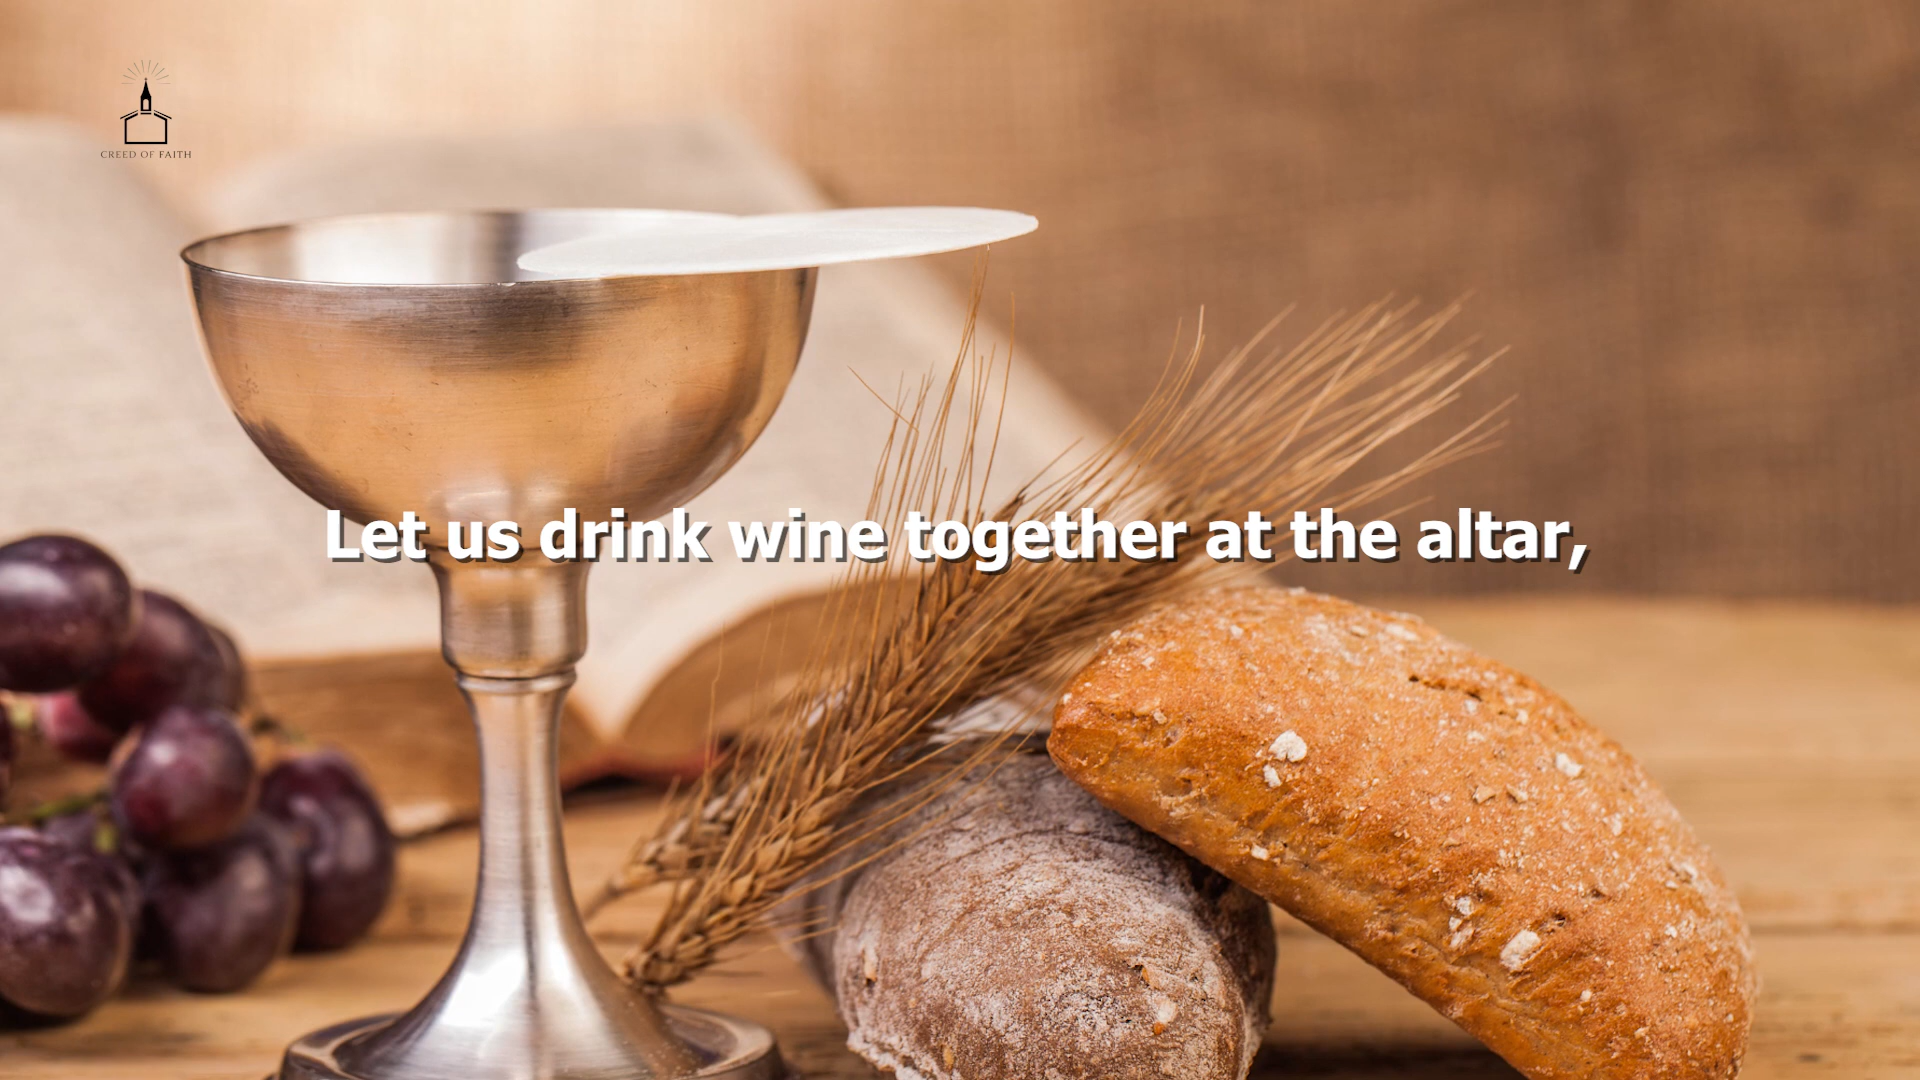 CREED OF FAITH
Let us drink wine together at the altar,